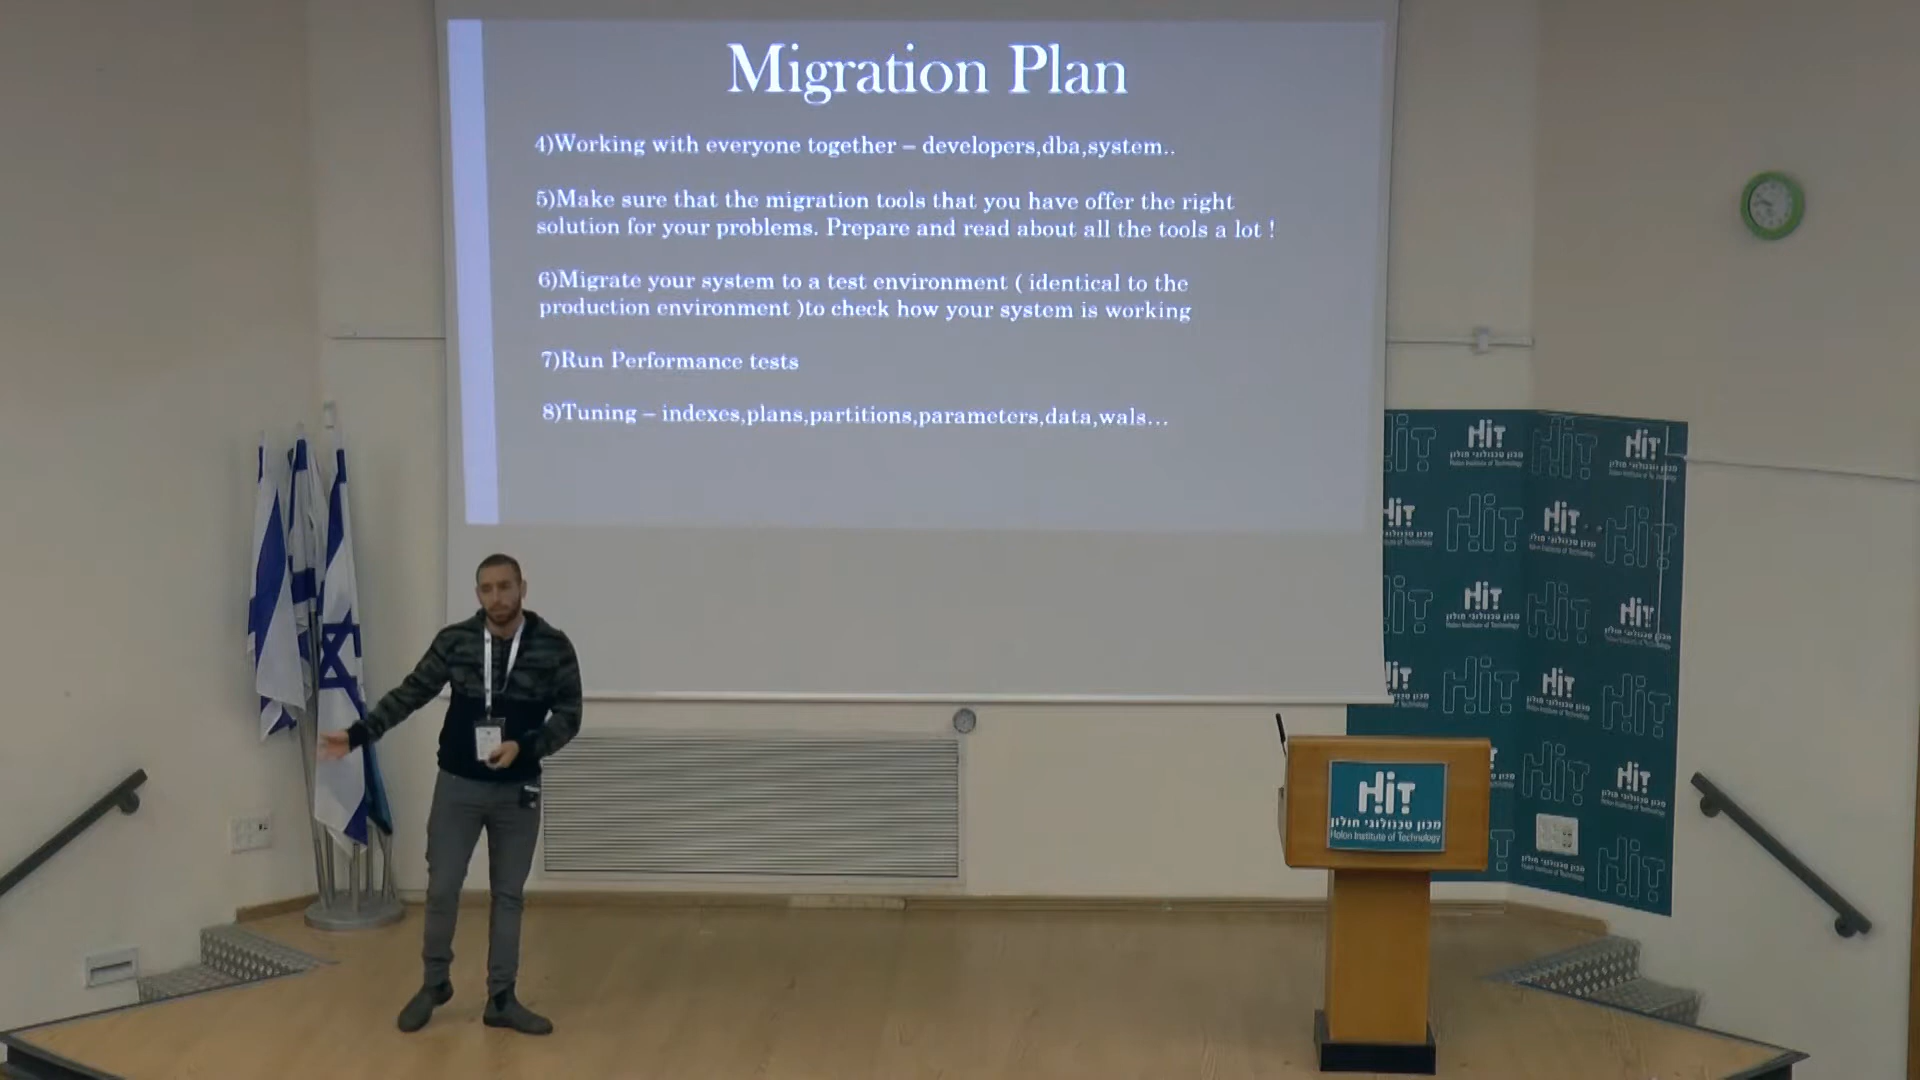 Migration Plan
4)Working with everyone together – developers,dba,system..
5)Make sure that the migration tools that you have offer the right
solution for your problems. Prepare and read about all the tools a lot !
6)Migrate your system to a test environment ( identical to the
production environment )to check how your system is working
7)Run Performance tests
8)Tuning – indexes,plans,partitions,parameters,data,wals...
HiT
מכון טכנולוגי חולון
Holon Institute of Technology